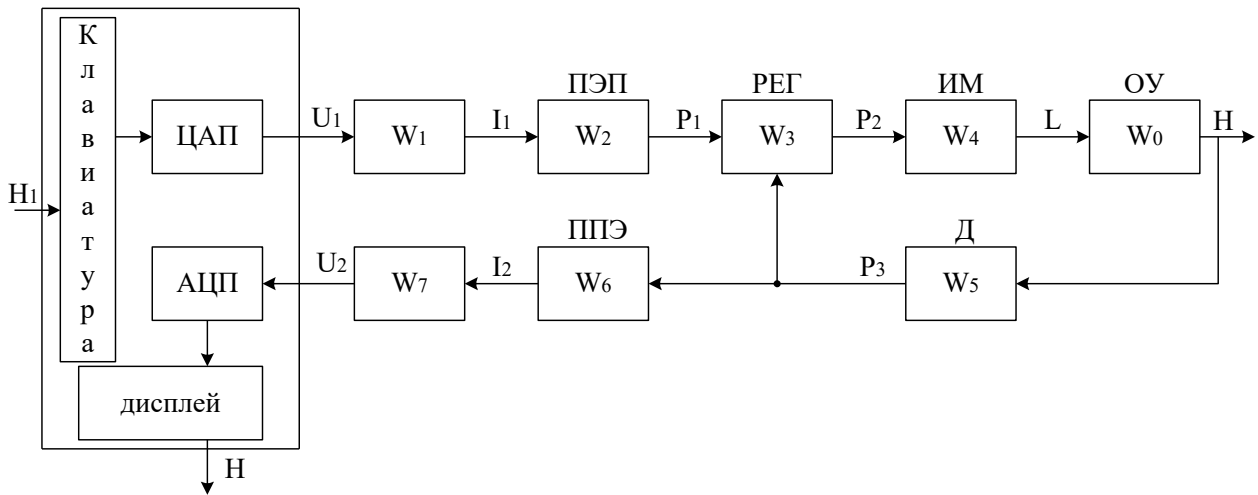 Клавиатура
ПЭП
РЕГ
ИМ
ОУ
ЦАП
U1
W1
I1
W2
P1
W3
P2
W4
L
W0
H
H1
ППЭ
Д
АЦП
U2
W7
I2
W6
P3
W5
дисплей
H